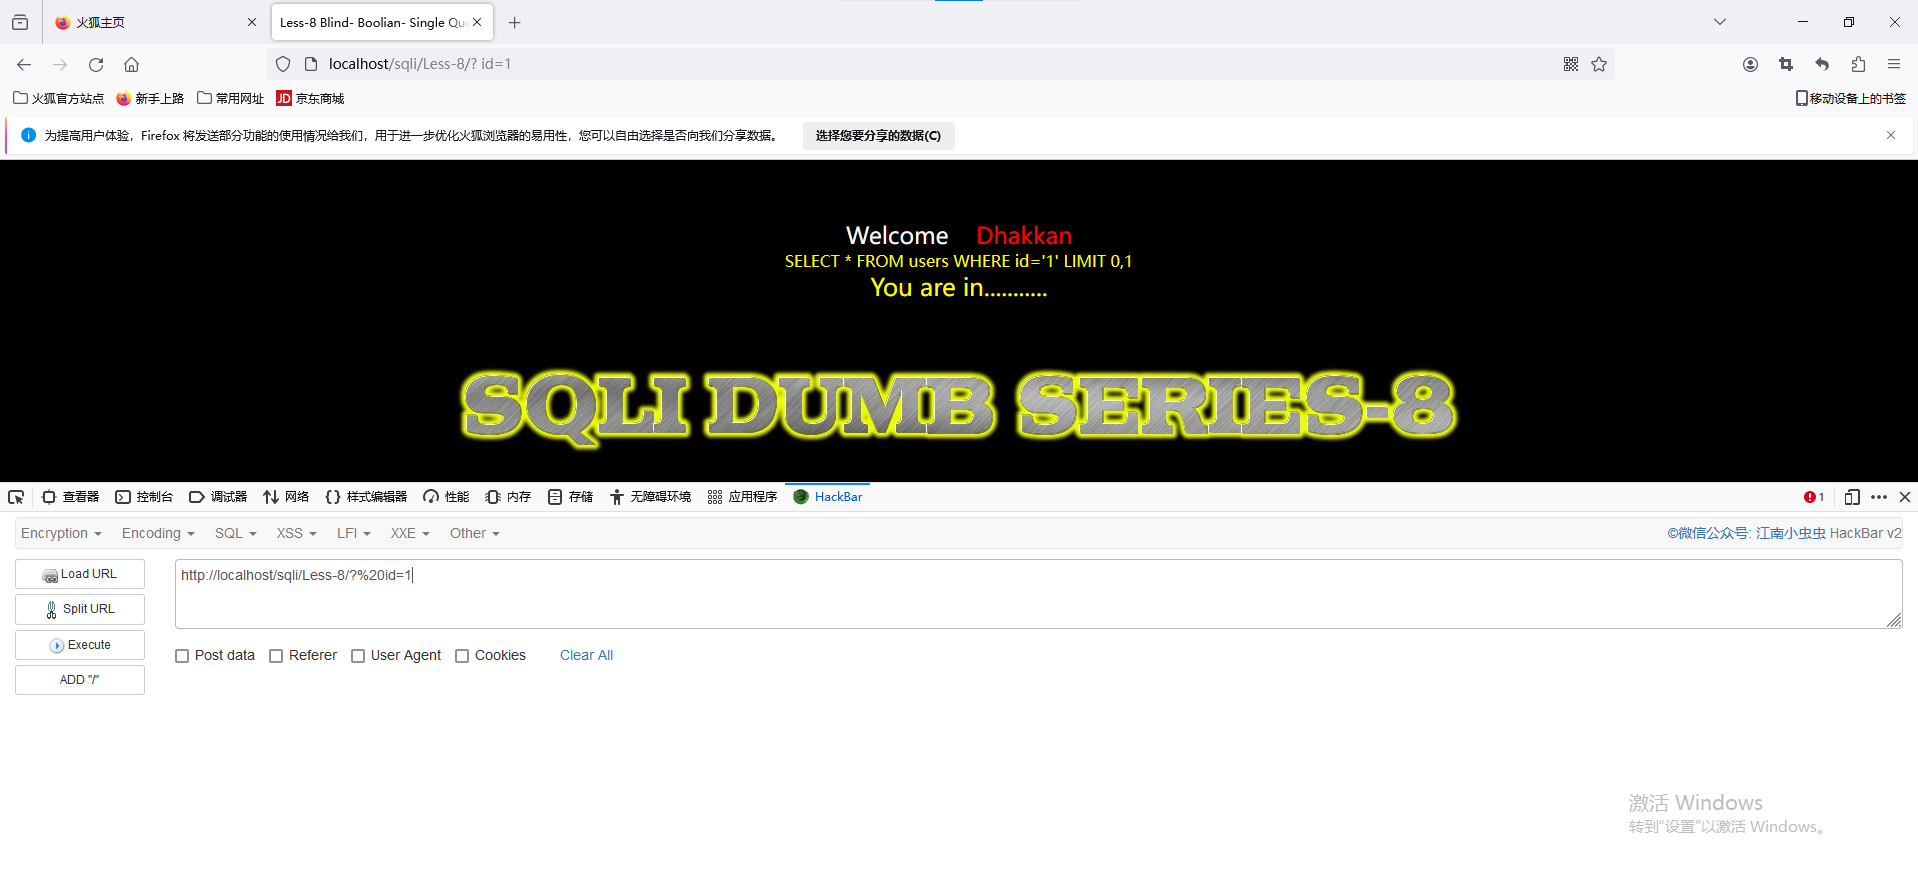 火狐主页
Less-8 Blind- Boolian- Single Qu
localhost/sqli/Less-8/? id=1
火狐官方站点 新手上路 常用网址 JD 京东商城 移动设备上的书签
为提高用户体验，Firefox 将发送部分功能的使用情况给我们，用于进一步优化火狐浏览器的易用性，您可以自由选择是否向我们分享数据。 选择您要分享的数据(C)
Welcome Dhakkan
SELECT * FROM users WHERE id='1' LIMIT 0,1
You are in...........
SQLI DUMB SERIES-8
查看器 控制台 调试器 网络 样式编辑器 性能 内存 存储 无障碍环境 应用程序 HackBar 1
Encryption Encoding SQL XSS LFI XXE Other ©微信公众号: 江南小虫虫 HackBar v2
Load URL
http://localhost/sqli/Less-8/?%20id=1
Split URL
Execute
Post data Referer User Agent Cookies Clear All
ADD "/"
激活 Windows
转到"设置"以激活 Windows。